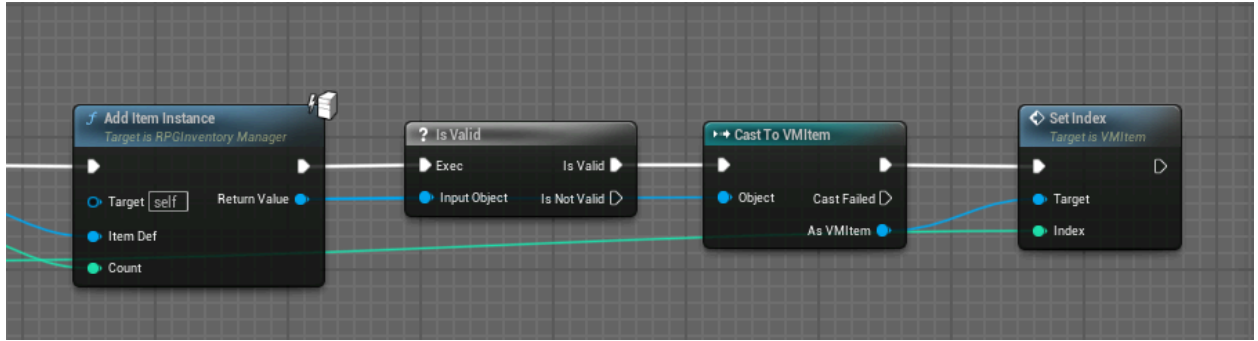 Add Item Instance
Target is RPGInventory Manager
Target self Return Value
Item Def
Count
? Is Valid
Exec Is Valid
Input Object Is Not Valid
Cast To VMItem
Object Cast Failed
As VMItem
Set Index
Target is VMItem
Target
Index